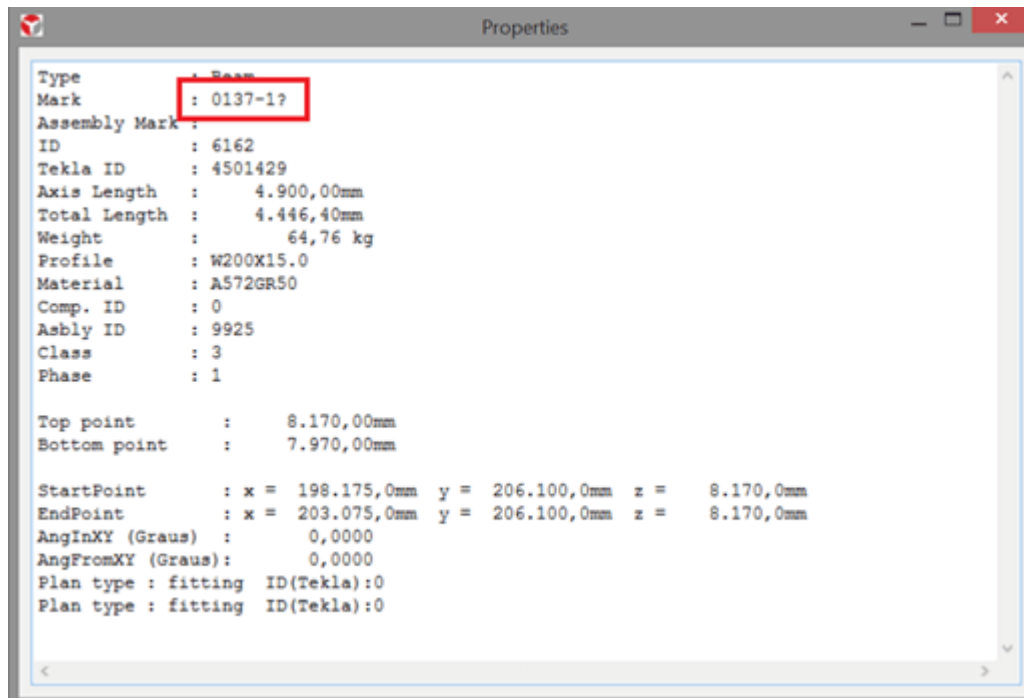 Properties
Type : Beam
Mark : 0137-1?
Assembly Mark :
ID : 6162
Tekla ID : 4501429
Axis Length : 4.900,00mm
Total Length : 4.446,40mm
Weight : 64,76 kg
Profile : W200X15.0
Material : A572GR50
Comp. ID : 0
Asbly ID : 9925
Class : 3
Phase : 1
Top point : 8.170,00mm
Bottom point : 7.970,00mm
StartPoint : x = 198.175,0mm y = 206.100,0mm z = 8.170,0mm
EndPoint : x = 203.075,0mm y = 206.100,0mm z = 8.170,0mm
AngInXY (Graus) : 0,0000
AngFromXY (Graus): 0,0000
Plan type : fitting ID(Tekla):0
Plan type : fitting ID(Tekla):0